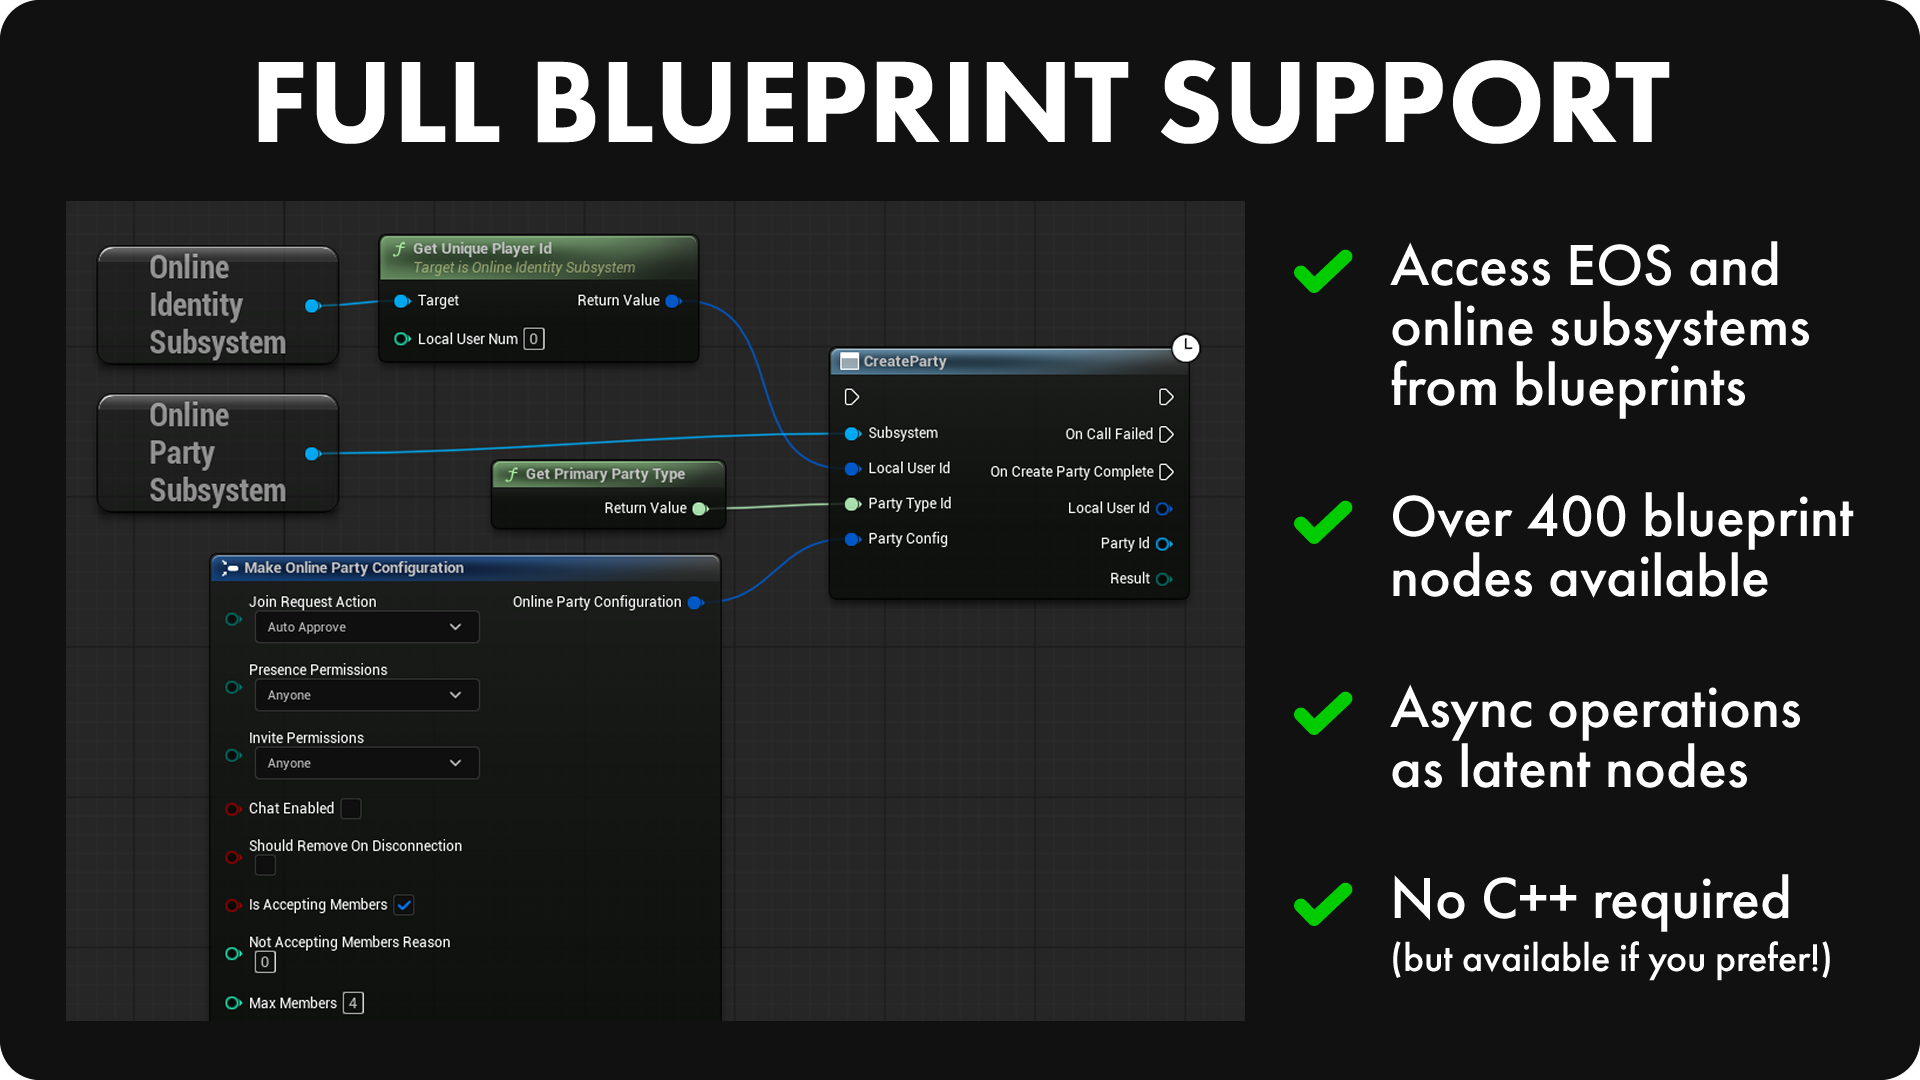 FULL BLUEPRINT SUPPORT
Online
Identity
Subsystem
Get Unique Player Id
Target is Online Identity Subsystem
Target
Return Value
Local User Num 0
Online
Party
Subsystem
Get Primary Party Type
Return Value
CreateParty
Subsystem
On Call Failed
Local User Id
On Create Party Complete
Party Type Id
Local User Id
Party Config
Party Id
Result
Make Online Party Configuration
Join Request Action
Online Party Configuration
Auto Approve
Presence Permissions
Anyone
Invite Permissions
Anyone
Chat Enabled
Should Remove On Disconnection
Is Accepting Members
Not Accepting Members Reason
0
Max Members 4
Access EOS and
online subsystems
from blueprints
Over 400 blueprint
nodes available
Async operations
as latent nodes
No C++ required
(but available if you prefer!)